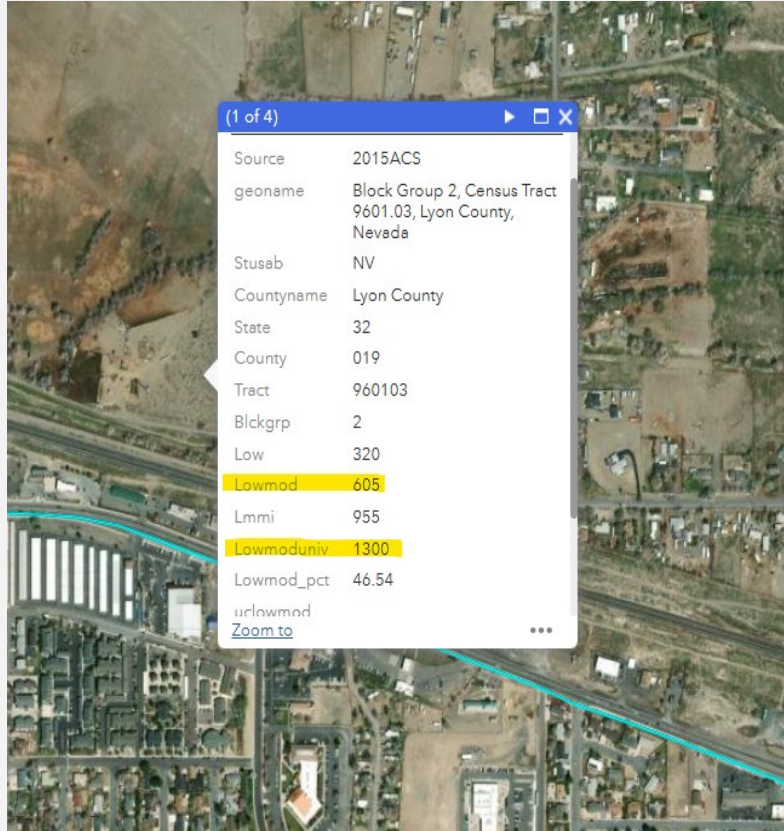 (1 of 4)
Source 2015ACS
geoname Block Group 2, Census Tract
9601.03, Lyon County,
Nevada
Stusab NV
Countyname Lyon County
State 32
County 019
Tract 960103
Blckgrp 2
Low 320
Lowmod 605
Lmmi 955
Lowmoduniv 1300
Lowmod_pct 46.54
uclowmod
Zoom to